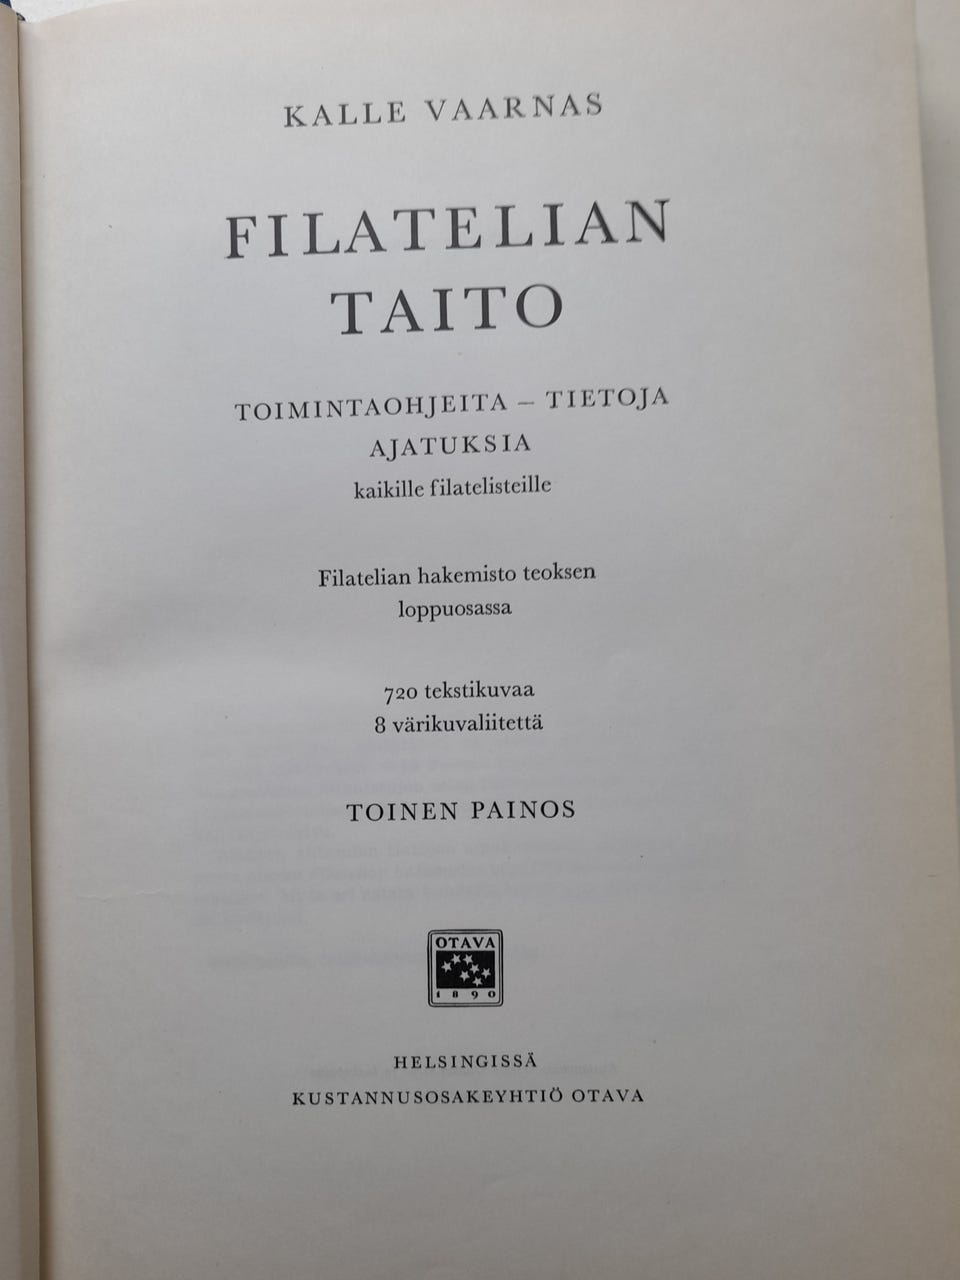 KALLE VAARNAS
FILATELIAN
TAITO
TOIMINTAOHJEITA – TIETOJA
AJATUKSIA
kaikille filatelisteille
Filatelian hakemisto teoksen
loppuosassa
720 tekstikuvaa
8 värikuvaliitettä
TOINEN PAINOS
OTAVA
1890
HELSINGISSÄ
KUSTANNUSOSAKEYHTIÖ OTAVA